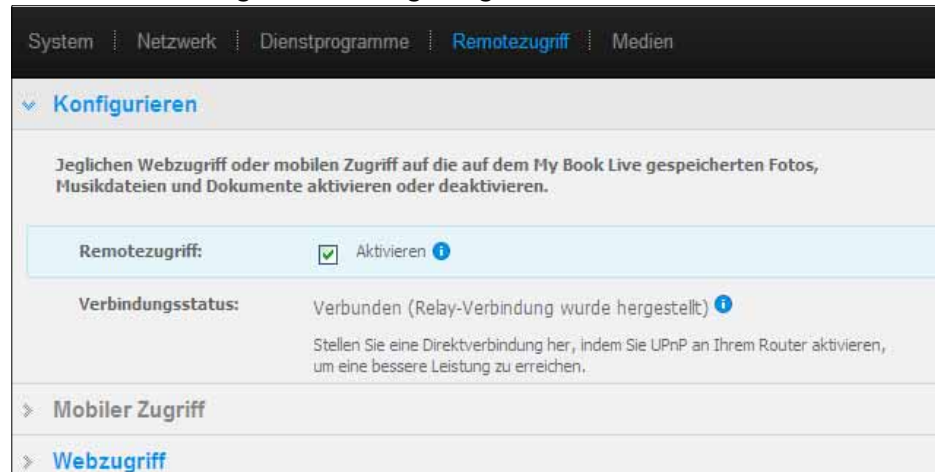 System Netzwerk Dienstprogramme Remotezugriff Medien
Konfigurieren
Jeglichen Webzugriff oder mobilen Zugriff auf die auf dem My Book Live gespeicherten Fotos,
Musikdateien und Dokumente aktivieren oder deaktivieren.
Remotezugriff: Aktivieren
Verbindungsstatus: Verbunden (Relay-Verbindung wurde hergestellt)
Stellen Sie eine Direktverbindung her, indem Sie UPnP an Ihrem Router aktivieren,
um eine bessere Leistung zu erreichen.
Mobiler Zugriff
Webzugriff